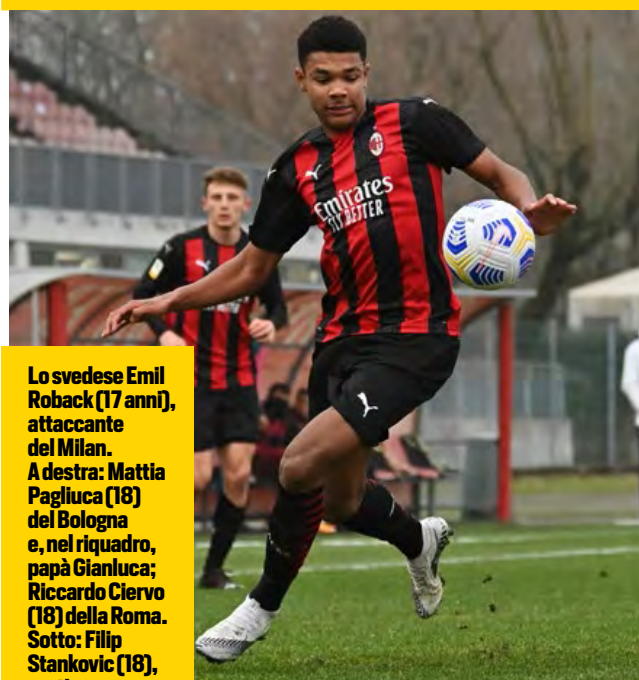 Emirates
FLY BETTER
Lo svedese Emil
Roback (17 anni),
attaccante
del Milan.
A destra: Mattia
Pagliuca (18)
del Bologna
e, nel riquadro,
papà Gianluca;
Riccardo Ciervo
(18) della Roma.
Sotto: Filip
Stankovic (18),